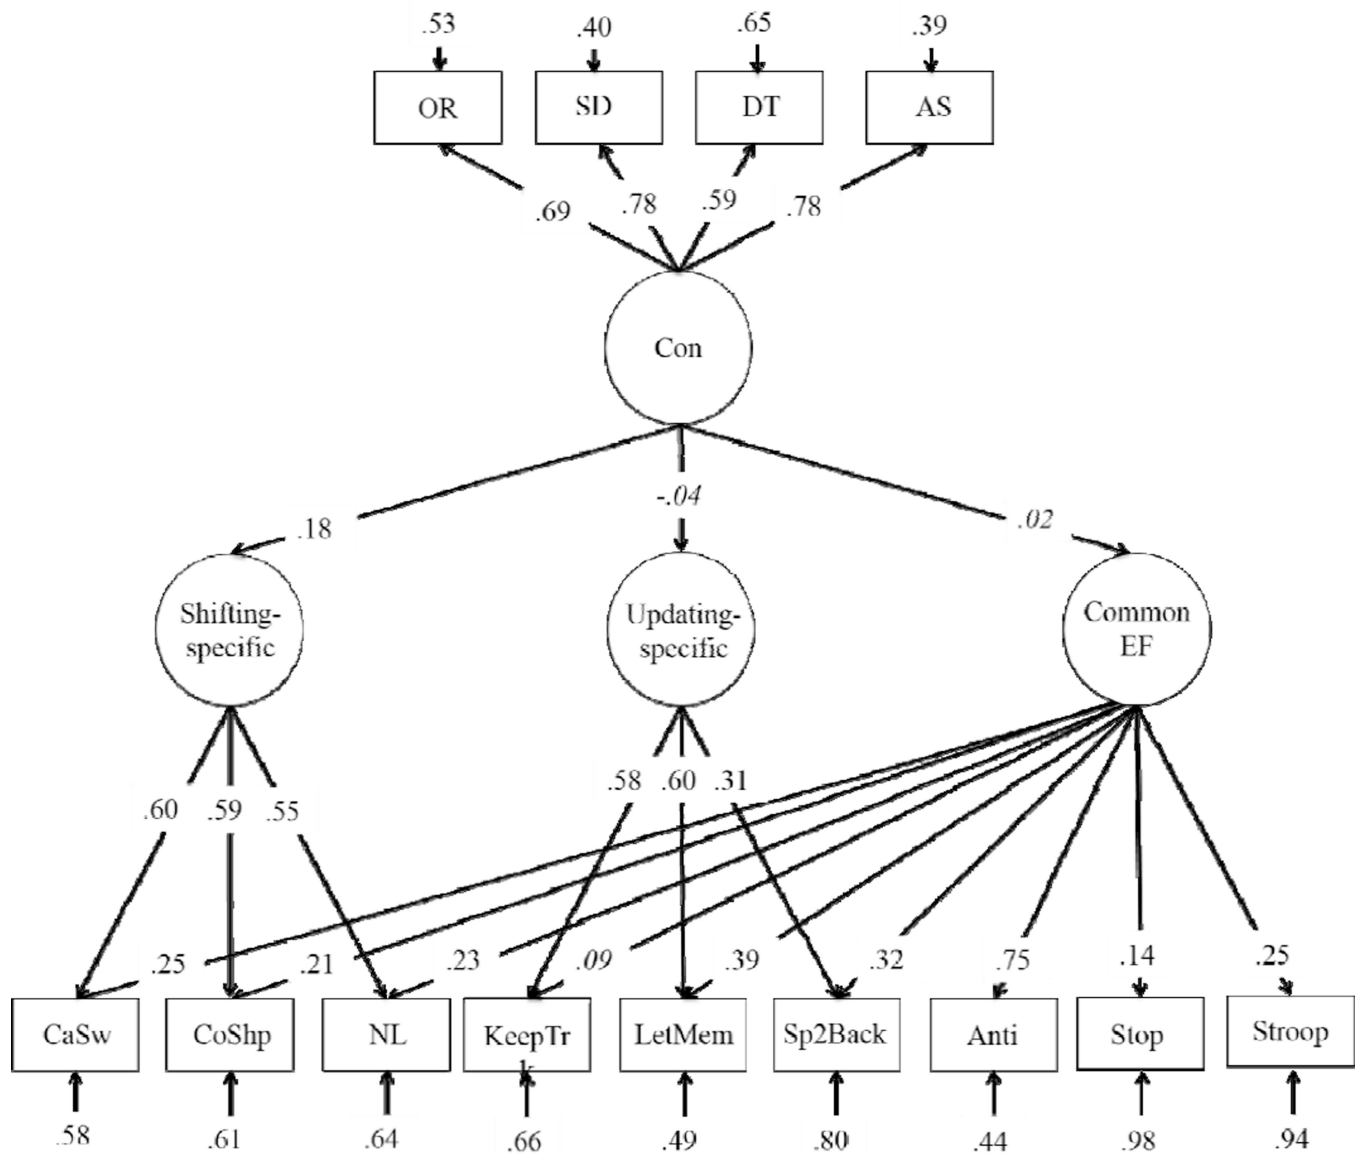 .53 .40 .65 .39
OR SD DT AS
.69 .78 .59 .78
Con
.18 -.04 .02
Shifting-
specific
Updating-
specific
Common
EF
.60 .59 .55
.58 .60 .31
.25 .21 .23 .09 .39 .32 .75 .14 .25
CaSw CoShp NL KeepTr
k
LetMem Sp2Back Anti Stop Stroop
.58 .61 .64 .66 .49 .80 .44 .98 .94